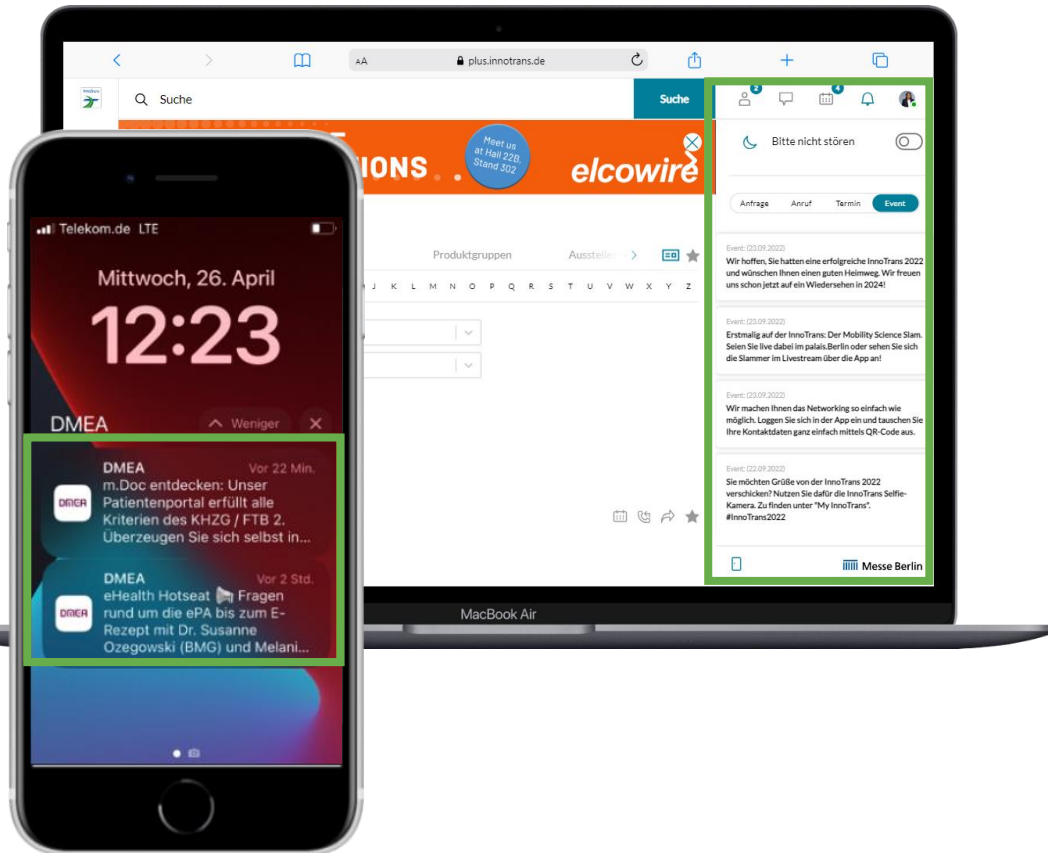 plus.innotrans.de
AA
InnoTrans
Suche
Suche
2
4
IONS
Meet us
at Hall 22B,
Stand 302
elcowire
Bitte nicht stören
Anfrage
Anruf
Termin
Event
Produktgruppen
Aussteller
J K L M N O P Q R S T U V W X Y Z
Event: (23.09.2022)
Wir hoffen, Sie hatten eine erfolgreiche InnoTrans 2022
und wünschen Ihnen einen guten Heimweg. Wir freuen
uns schon jetzt auf ein Wiedersehen in 2024!
Event: (23.09.2022)
Erstmalig auf der InnoTrans: Der Mobility Science Slam.
Seien Sie live dabei im palais.Berlin oder sehen Sie sich
die Slammer im Livestream über die App an!
Event: (23.09.2022)
Wir machen Ihnen das Networking so einfach wie
möglich. Loggen Sie sich in der App ein und tauschen Sie
Ihre Kontaktdaten ganz einfach mittels QR-Code aus.
Event: (22.09.2022)
Sie möchten Grüße von der InnoTrans 2022
verschicken? Nutzen Sie dafür die InnoTrans Selfie-
Kamera. Zu finden unter "My InnoTrans".
#InnoTrans2022
Messe Berlin
MacBook Air
Telekom.de LTE
Mittwoch, 26. April
12:23
DMEA
Weniger
DMEA
DMEA
Vor 22 Min.
m.Doc entdecken: Unser
Patientenportal erfüllt alle
Kriterien des KHZG / FTB 2.
Überzeugen Sie sich selbst in...
DMEA
DMEA
Vor 2 Std.
eHealth Hotseat Fragen
rund um die ePA bis zum E-
Rezept mit Dr. Susanne
Ozegowski (BMG) und Melani...